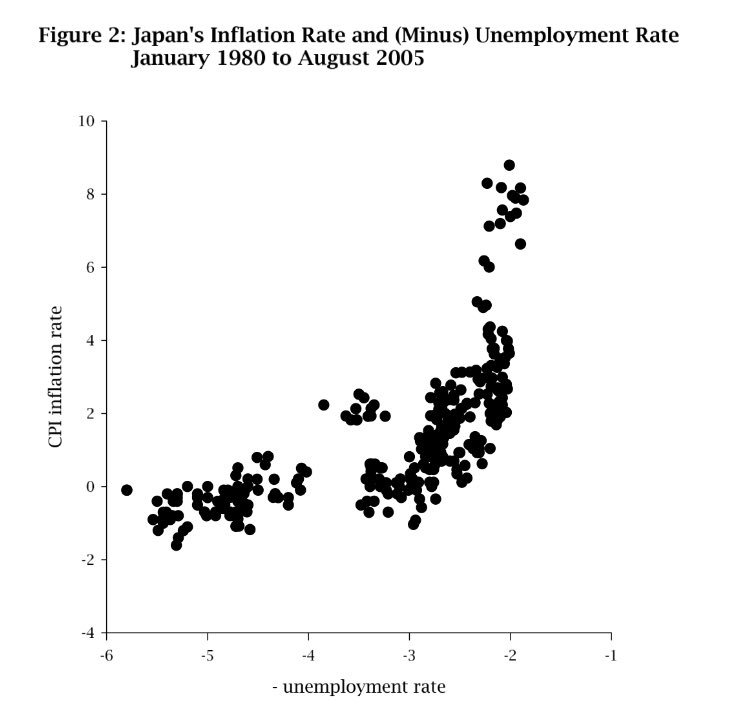 Figure 2: Japan's Inflation Rate and (Minus) Unemployment Rate
January 1980 to August 2005
10
8
6
4
2
0
-2
-4
CPI inflation rate
-6 -5 -4 -3 -2 -1
- unemployment rate